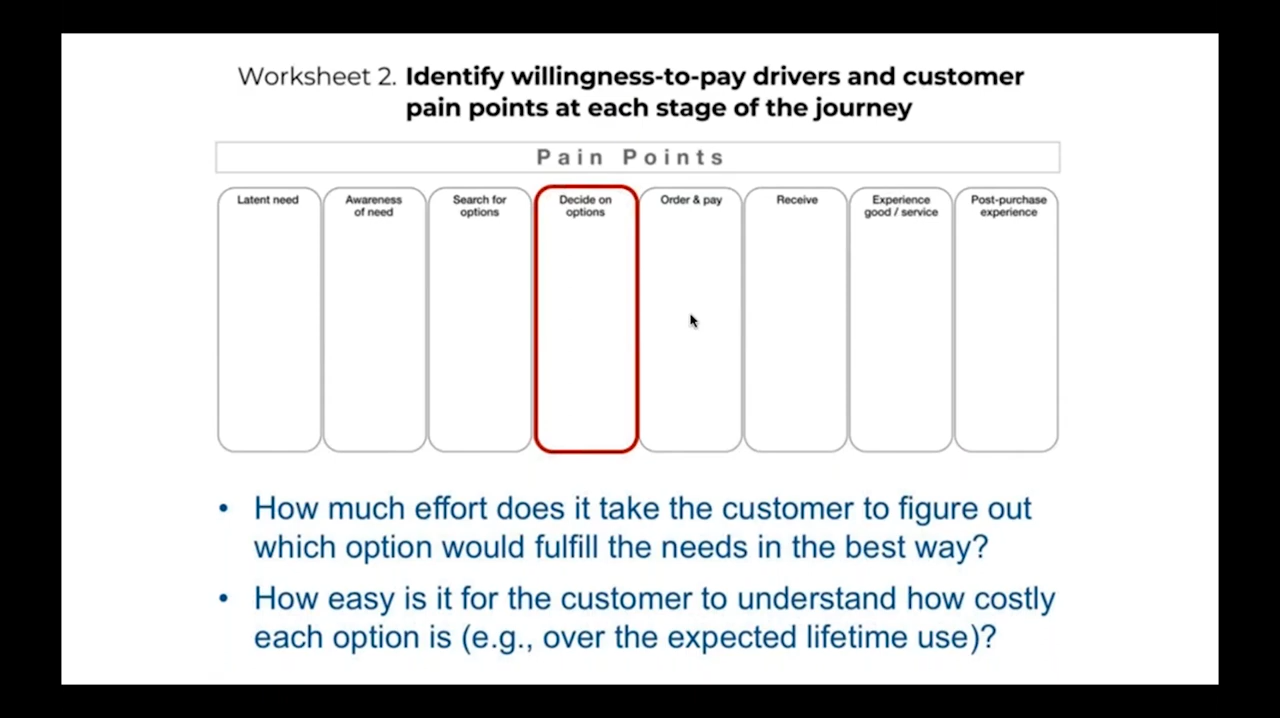 Worksheet 2. Identify willingness-to-pay drivers and customer
pain points at each stage of the journey
Pain Points
Latent need
Awareness
of need
Search for
options
Decide on
options
Order & pay
Receive
Experience
good / service
Post-purchase
experience
• How much effort does it take the customer to figure out
which option would fulfill the needs in the best way?
• How easy is it for the customer to understand how costly
each option is (e.g., over the expected lifetime use)?